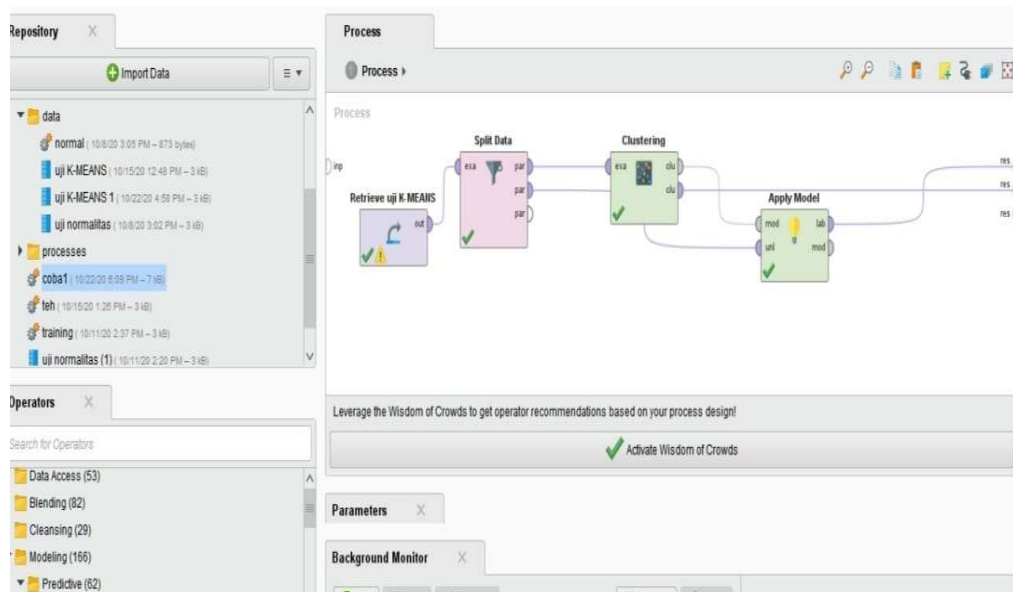 Repository
Import Data
data
normal ( 10/8/20 3:05 PM – 873 bytes)
uji K-MEANS ( 10/15/20 12:48 PM – 3 kB)
uji K-MEANS 1 ( 10/22/20 4:58 PM – 3 kB)
uji normalitas ( 10/8/20 3:02 PM – 3 kB)
processes
coba1 ( 10/22/20 6:09 PM – 7 kB)
teh ( 10/15/20 1:26 PM – 3 kB)
training ( 10/11/20 2:37 PM – 3 kB)
uji normalitas (1) ( 10/11/20 2:20 PM – 3 kB)
Operators
Search for Operators
Data Access (53)
Blending (82)
Cleansing (29)
Modeling (166)
Predictive (62)
Process
Process
Process
inp
Retrieve uji K-MEANS
out
Split Data
exa par
par
par
Clustering
exa clu
clu
Apply Model
mod lab
unl mod
res
res
res
Leverage the Wisdom of Crowds to get operator recommendations based on your process design!
Activate Wisdom of Crowds
Parameters
Background Monitor